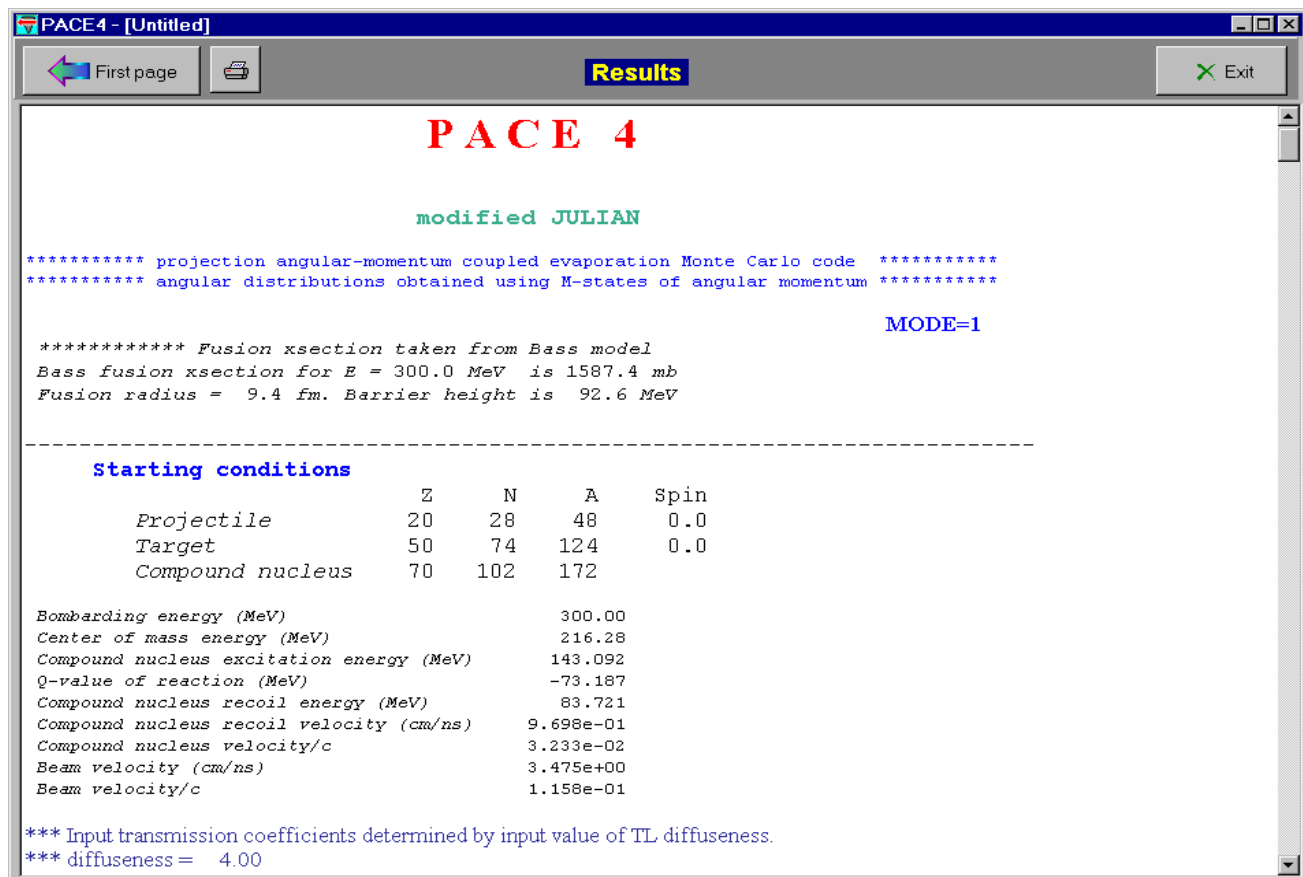 PACE4 - [Untitled]
First page
Results
Exit
P A C E 4
modified JULIAN
*********** projection angular-momentum coupled evaporation Monte Carlo code ***********
*********** angular distributions obtained using M-states of angular momentum ***********
MODE=1
************ Fusion xsection taken from Bass model
Bass fusion xsection for E = 300.0 MeV is 1587.4 mb
Fusion radius = 9.4 fm. Barrier height is 92.6 MeV
---------------------------------------------------------------------------
Starting conditions
Z N A Spin
Projectile 20 28 48 0.0
Target 50 74 124 0.0
Compound nucleus 70 102 172
Bombarding energy (MeV) 300.00
Center of mass energy (MeV) 216.28
Compound nucleus excitation energy (MeV) 143.092
Q-value of reaction (MeV) -73.187
Compound nucleus recoil energy (MeV) 83.721
Compound nucleus recoil velocity (cm/ns) 9.698e-01
Compound nucleus velocity/c 3.233e-02
Beam velocity (cm/ns) 3.475e+00
Beam velocity/c 1.158e-01
*** Input transmission coefficients determined by input value of TL diffuseness.
*** diffuseness = 4.00